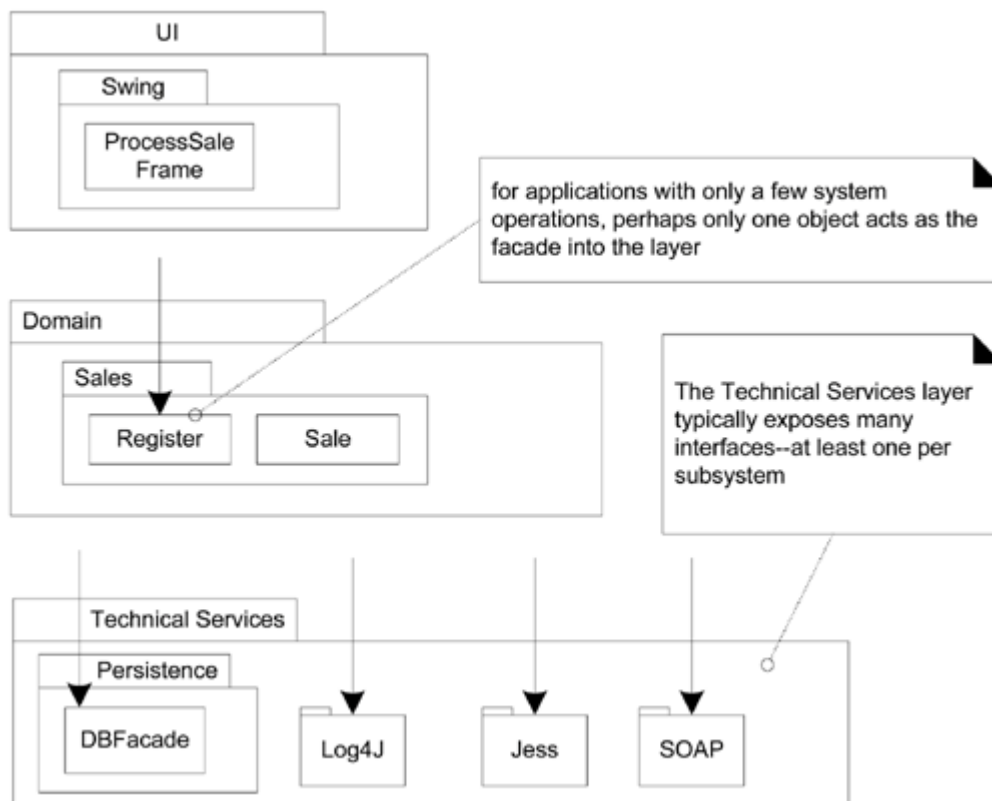 UI
Swing
ProcessSale
Frame
for applications with only a few system
operations, perhaps only one object acts as the
facade into the layer
Domain
Sales
Register
Sale
The Technical Services layer
typically exposes many
interfaces--at least one per
subsystem
Technical Services
Persistence
DBFacade
Log4J
Jess
SOAP